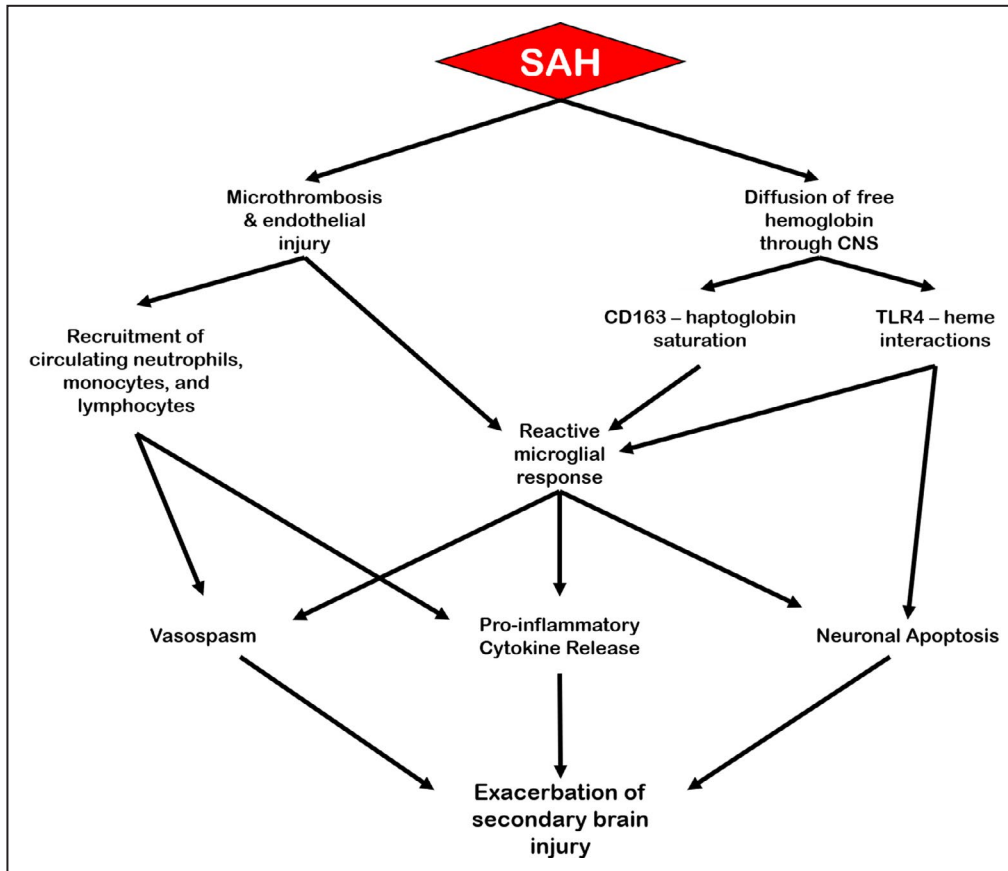 SAH
Microthrombosis
& endothelial
injury
Diffusion of free
hemoglobin
through CNS
Recruitment of
circulating neutrophils,
monocytes, and
lymphocytes
CD163 – haptoglobin
saturation
TLR4 – heme
interactions
Reactive
microglial
response
Vasospasm
Pro-inflammatory
Cytokine Release
Neuronal Apoptosis
Exacerbation of
secondary brain
injury